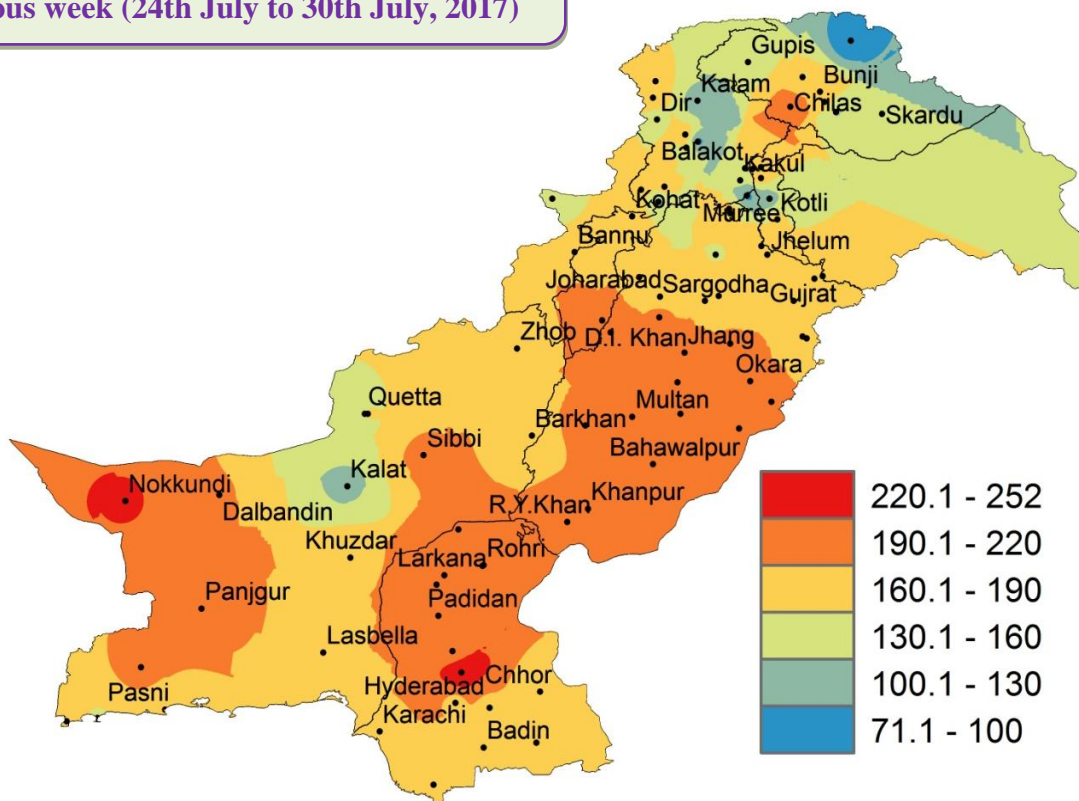 ous week (24th July to 30th July, 2017)
Gupis
Kalam
Bunji
Dir
Chilas
Skardu
Balakot
Kakul
Kohat
Murree
Kotli
Bannu
Jhelum
Joharabad
Sargodha
Gujrat
Zhob
D.I. Khan
Jhang
Okara
Quetta
Multan
Barkhan
Sibbi
Bahawalpur
Kalat
Nokkundi
Dalbandin
R.Y.Khan
Khanpur
Khuzdar
Larkana
Rohri
Panjgur
Padidan
Lasbella
Chhor
Pasni
Hyderabad
Karachi
Badin
220.1 - 252
190.1 - 220
160.1 - 190
130.1 - 160
100.1 - 130
71.1 - 100